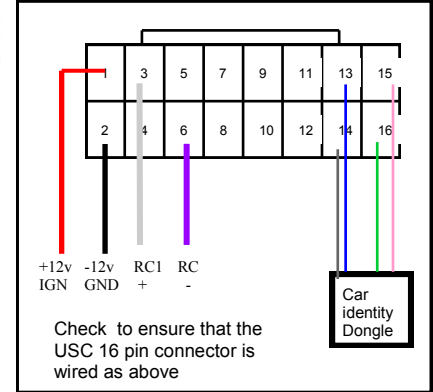 1 3 5 7 9 11 13 15
2 4 6 8 10 12 14 16
+12v -12v RC1 RC
IGN GND + -
Car
identity
Dongle
Check to ensure that the
USC 16 pin connector is
wired as above